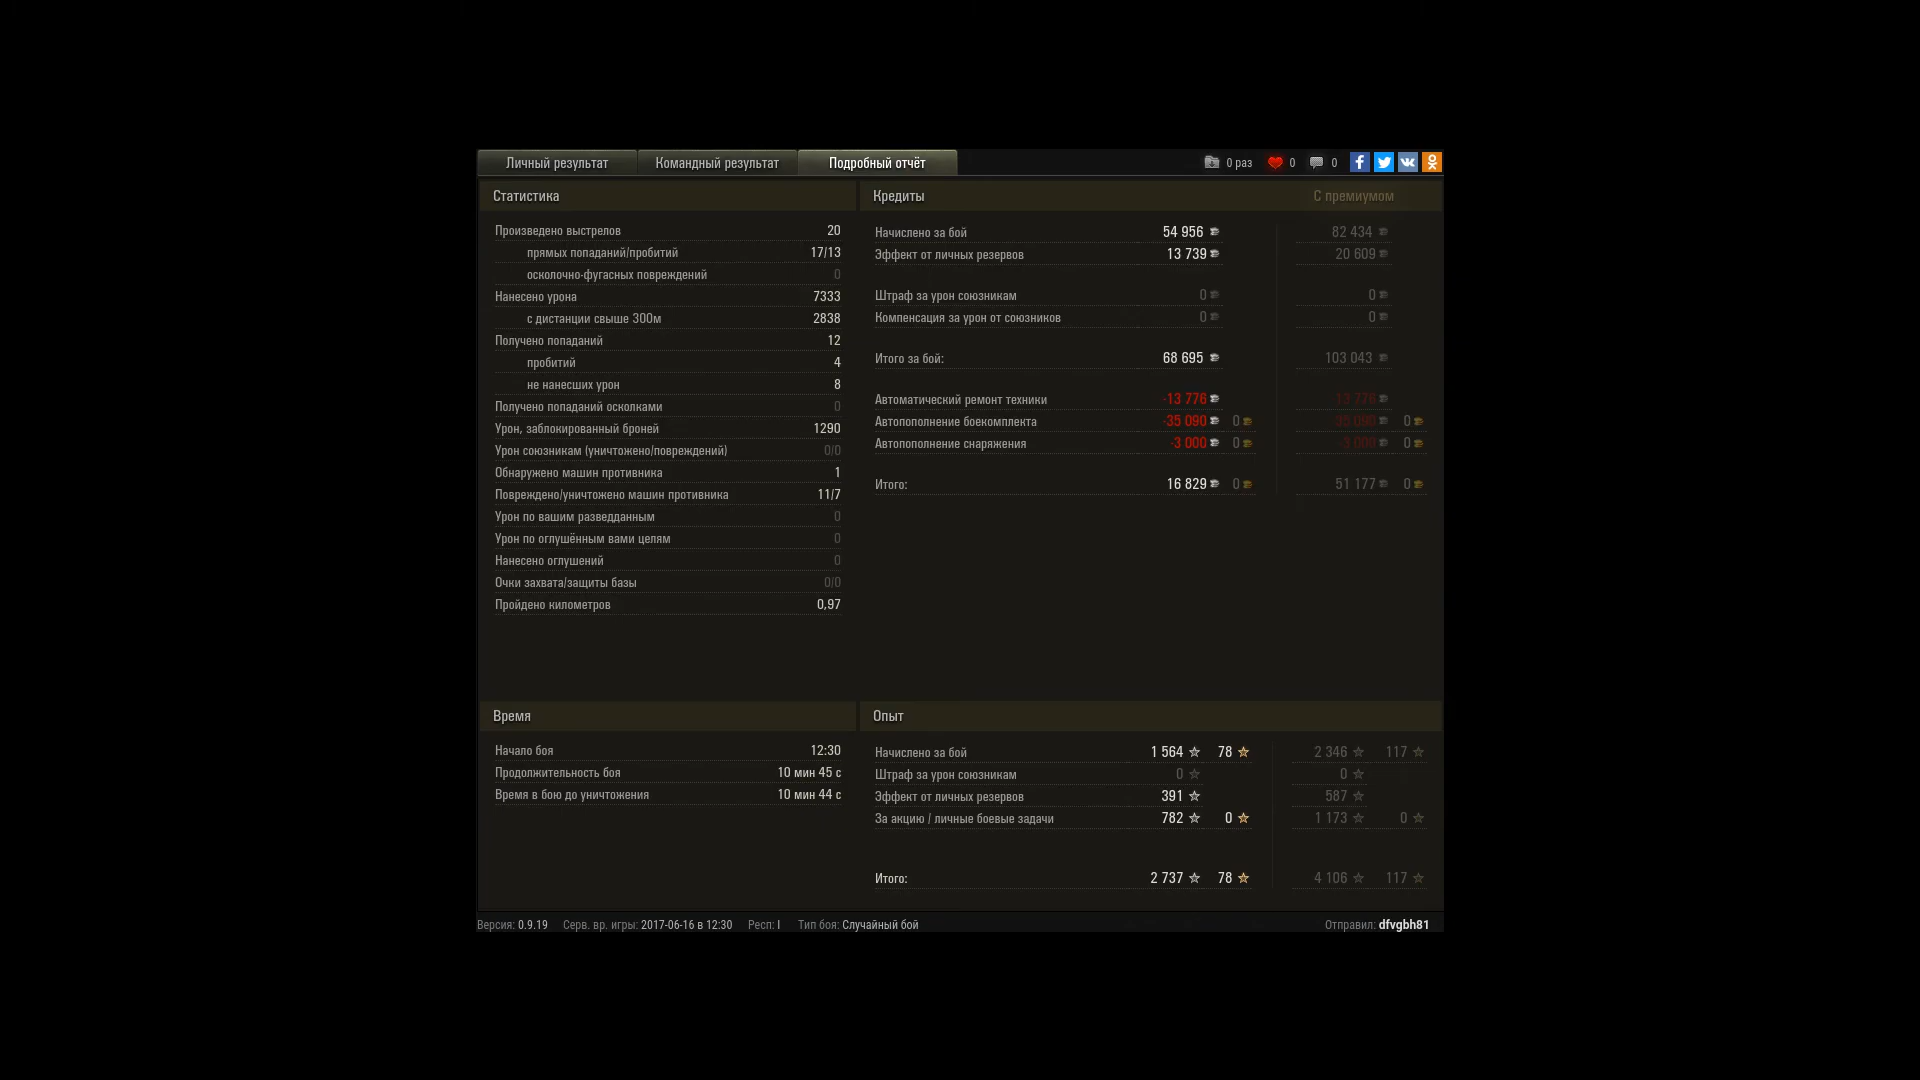 Личный результат Командный результат Подробный отчёт 0 раз 0 0
Статистика
Произведено выстрелов 20
прямых попаданий/пробитий 17/13
осколочно-фугасных повреждений 0
Нанесено урона 7333
с дистанции свыше 300м 2838
Получено попаданий 12
пробитий 4
не нанесших урон 8
Получено попаданий осколками 0
Урон, заблокированный броней 1290
Урон союзникам (уничтожено/повреждений) 0/0
Обнаружено машин противника 1
Повреждено/уничтожено машин противника 11/7
Урон по вашим разведданным 0
Урон по оглушённым вами целям 0
Нанесено оглушений 0
Очки захвата/защиты базы 0/0
Пройдено километров 0,97
Кредиты С премиумом
Начислено за бой 54 956 82 434
Эффект от личных резервов 13 739 20 609
Штраф за урон союзникам 0 0
Компенсация за урон от союзников 0 0
Итого за бой: 68 695 103 043
Автоматический ремонт техники -13 776 -13 776
Автопополнение боекомплекта -35 090 0 -35 090 0
Автопополнение снаряжения -3 000 0 -3 000 0
Итого: 16 829 0 51 177 0
Время
Начало боя 12:30
Продолжительность боя 10 мин 45 с
Время в бою до уничтожения 10 мин 44 с
Опыт
Начислено за бой 1 564 78 2 346 117
Штраф за урон союзникам 0 0
Эффект от личных резервов 391 587
За акцию / личные боевые задачи 782 0 1 173 0
Итого: 2 737 78 4 106 117
Версия: 0.9.19 Серв. вр. игры: 2017-06-16 в 12:30 Респ: I Тип боя: Случайный бой Отправил: dfvgbh81